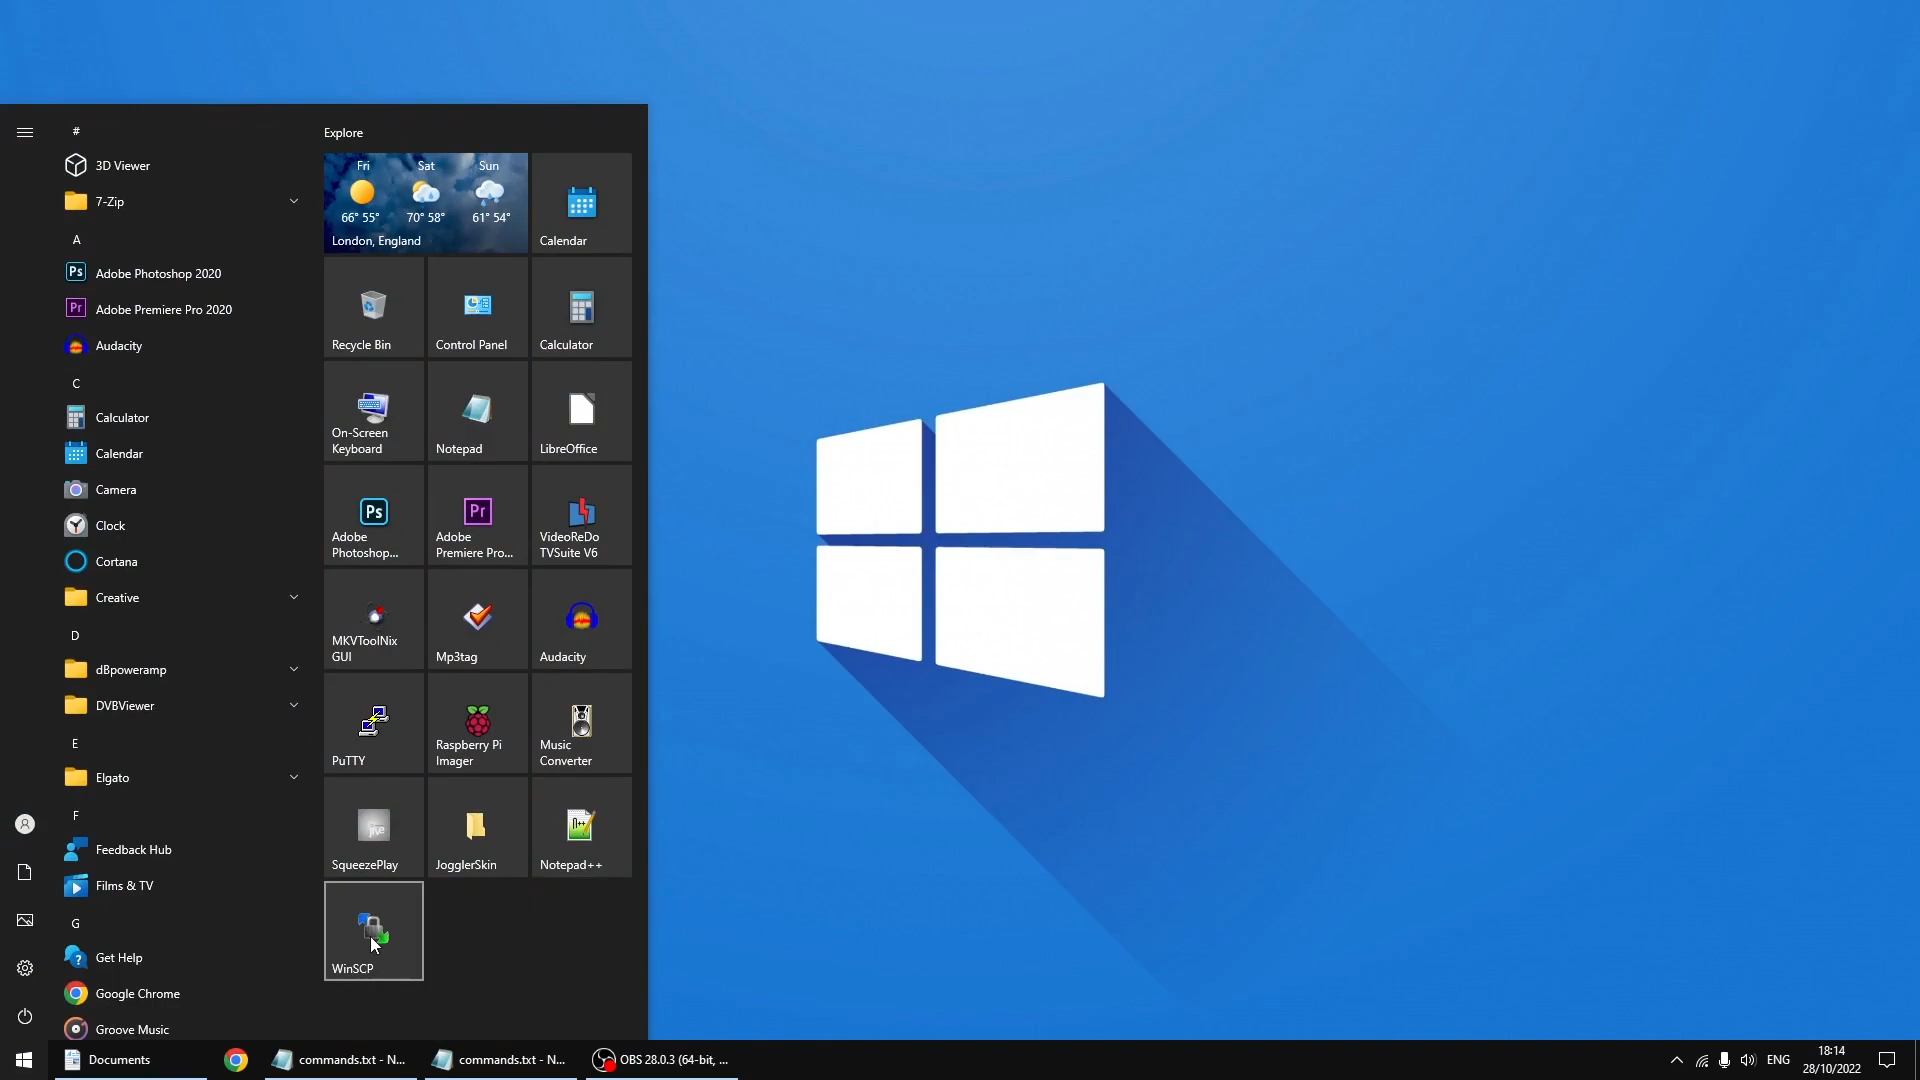 #
3D Viewer
7-Zip
A
Adobe Photoshop 2020
Adobe Premiere Pro 2020
Audacity
C
Calculator
Calendar
Camera
Clock
Cortana
Creative
D
dBpoweramp
DVBViewer
E
Elgato
F
Feedback Hub
Films & TV
G
Get Help
Google Chrome
Groove Music
Explore
Fri Sat Sun
66° 55° 70° 58° 61° 54°
London, England
Calendar
Recycle Bin
Control Panel
Calculator
On-Screen
Keyboard
Notepad
LibreOffice
Ps
Adobe
Photoshop...
Pr
Adobe
Premiere Pro...
VideoReDo
TVSuite V6
MKVToolNix
GUI
Mp3tag
Audacity
PuTTY
Raspberry Pi
Imager
Music
Converter
jive
SqueezePlay
JogglerSkin
Notepad++
WinSCP
Documents
commands.txt - N...
commands.txt - N...
OBS 28.0.3 (64-bit, ...
ENG
18:14
28/10/2022